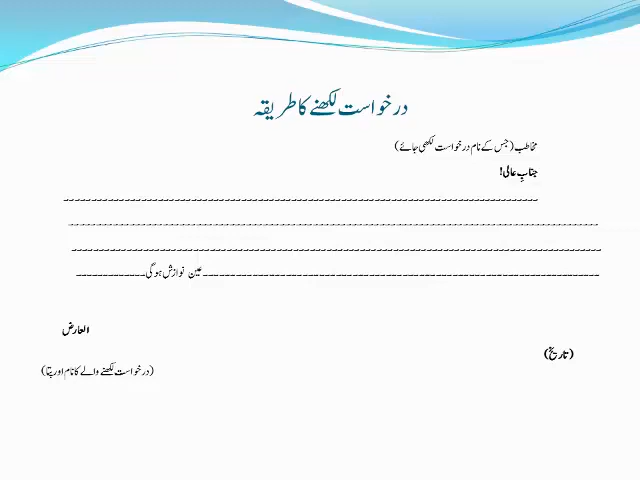 درخواست لکھنے کا طریقہ
مخاطب (جس کے نام درخواست لکھی جائے)
جنابِ عالی!
۔۔۔۔۔۔۔۔۔۔۔۔۔۔۔۔۔۔۔۔۔۔۔۔۔۔۔۔۔۔۔۔۔۔۔۔۔۔۔۔
۔۔۔۔۔۔۔۔۔۔۔۔۔۔۔۔۔۔۔۔۔۔۔۔۔۔۔۔۔۔۔۔۔۔۔۔۔۔۔۔
۔۔۔۔۔۔۔۔۔۔۔۔۔۔۔۔۔۔۔۔۔۔۔۔۔۔۔۔۔۔۔۔۔۔۔۔۔۔۔۔
۔۔۔۔۔۔۔۔۔۔۔۔۔۔۔۔۔۔۔۔۔۔۔۔۔۔۔۔۔۔عین نوازش ہوگی۔۔۔۔۔۔۔۔۔۔
العارض
(تاریخ)
(درخواست لکھنے والے کا نام اور پتا)